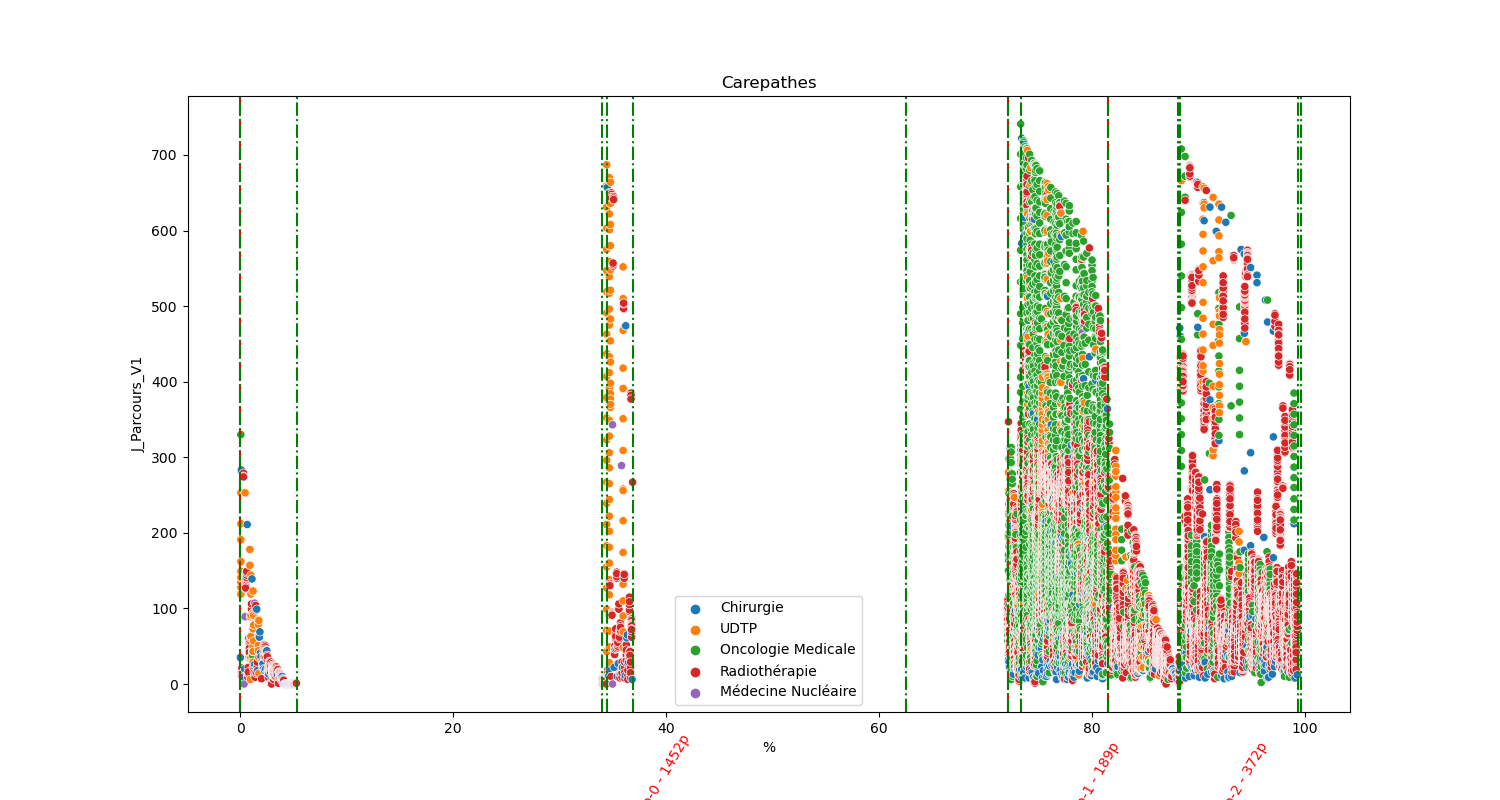 Carepathes
J_Parcours_V1
700
600
500
400
300
200
100
0
Chirurgie
UDTP
Oncologie Medicale
Radiothérapie
Médecine Nucléaire
0 20 40 60 80 100
%
-0 - 1452p
-1 - 189p
-2 - 372p